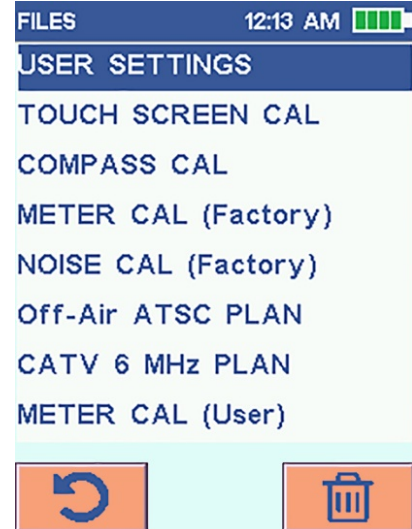 FILES 12:13 AM
USER SETTINGS
TOUCH SCREEN CAL
COMPASS CAL
METER CAL (Factory)
NOISE CAL (Factory)
Off-Air ATSC PLAN
CATV 6 MHz PLAN
METER CAL (User)